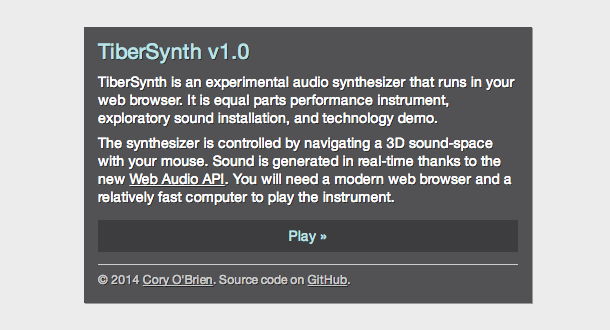 TiberSynth v1.0
TiberSynth is an experimental audio synthesizer that runs in your
web browser. It is equal parts performance instrument,
exploratory sound installation, and technology demo.
The synthesizer is controlled by navigating a 3D sound-space
with your mouse. Sound is generated in real-time thanks to the
new Web Audio API. You will need a modern web browser and a
relatively fast computer to play the instrument.
Play »
© 2014 Cory O'Brien. Source code on GitHub.